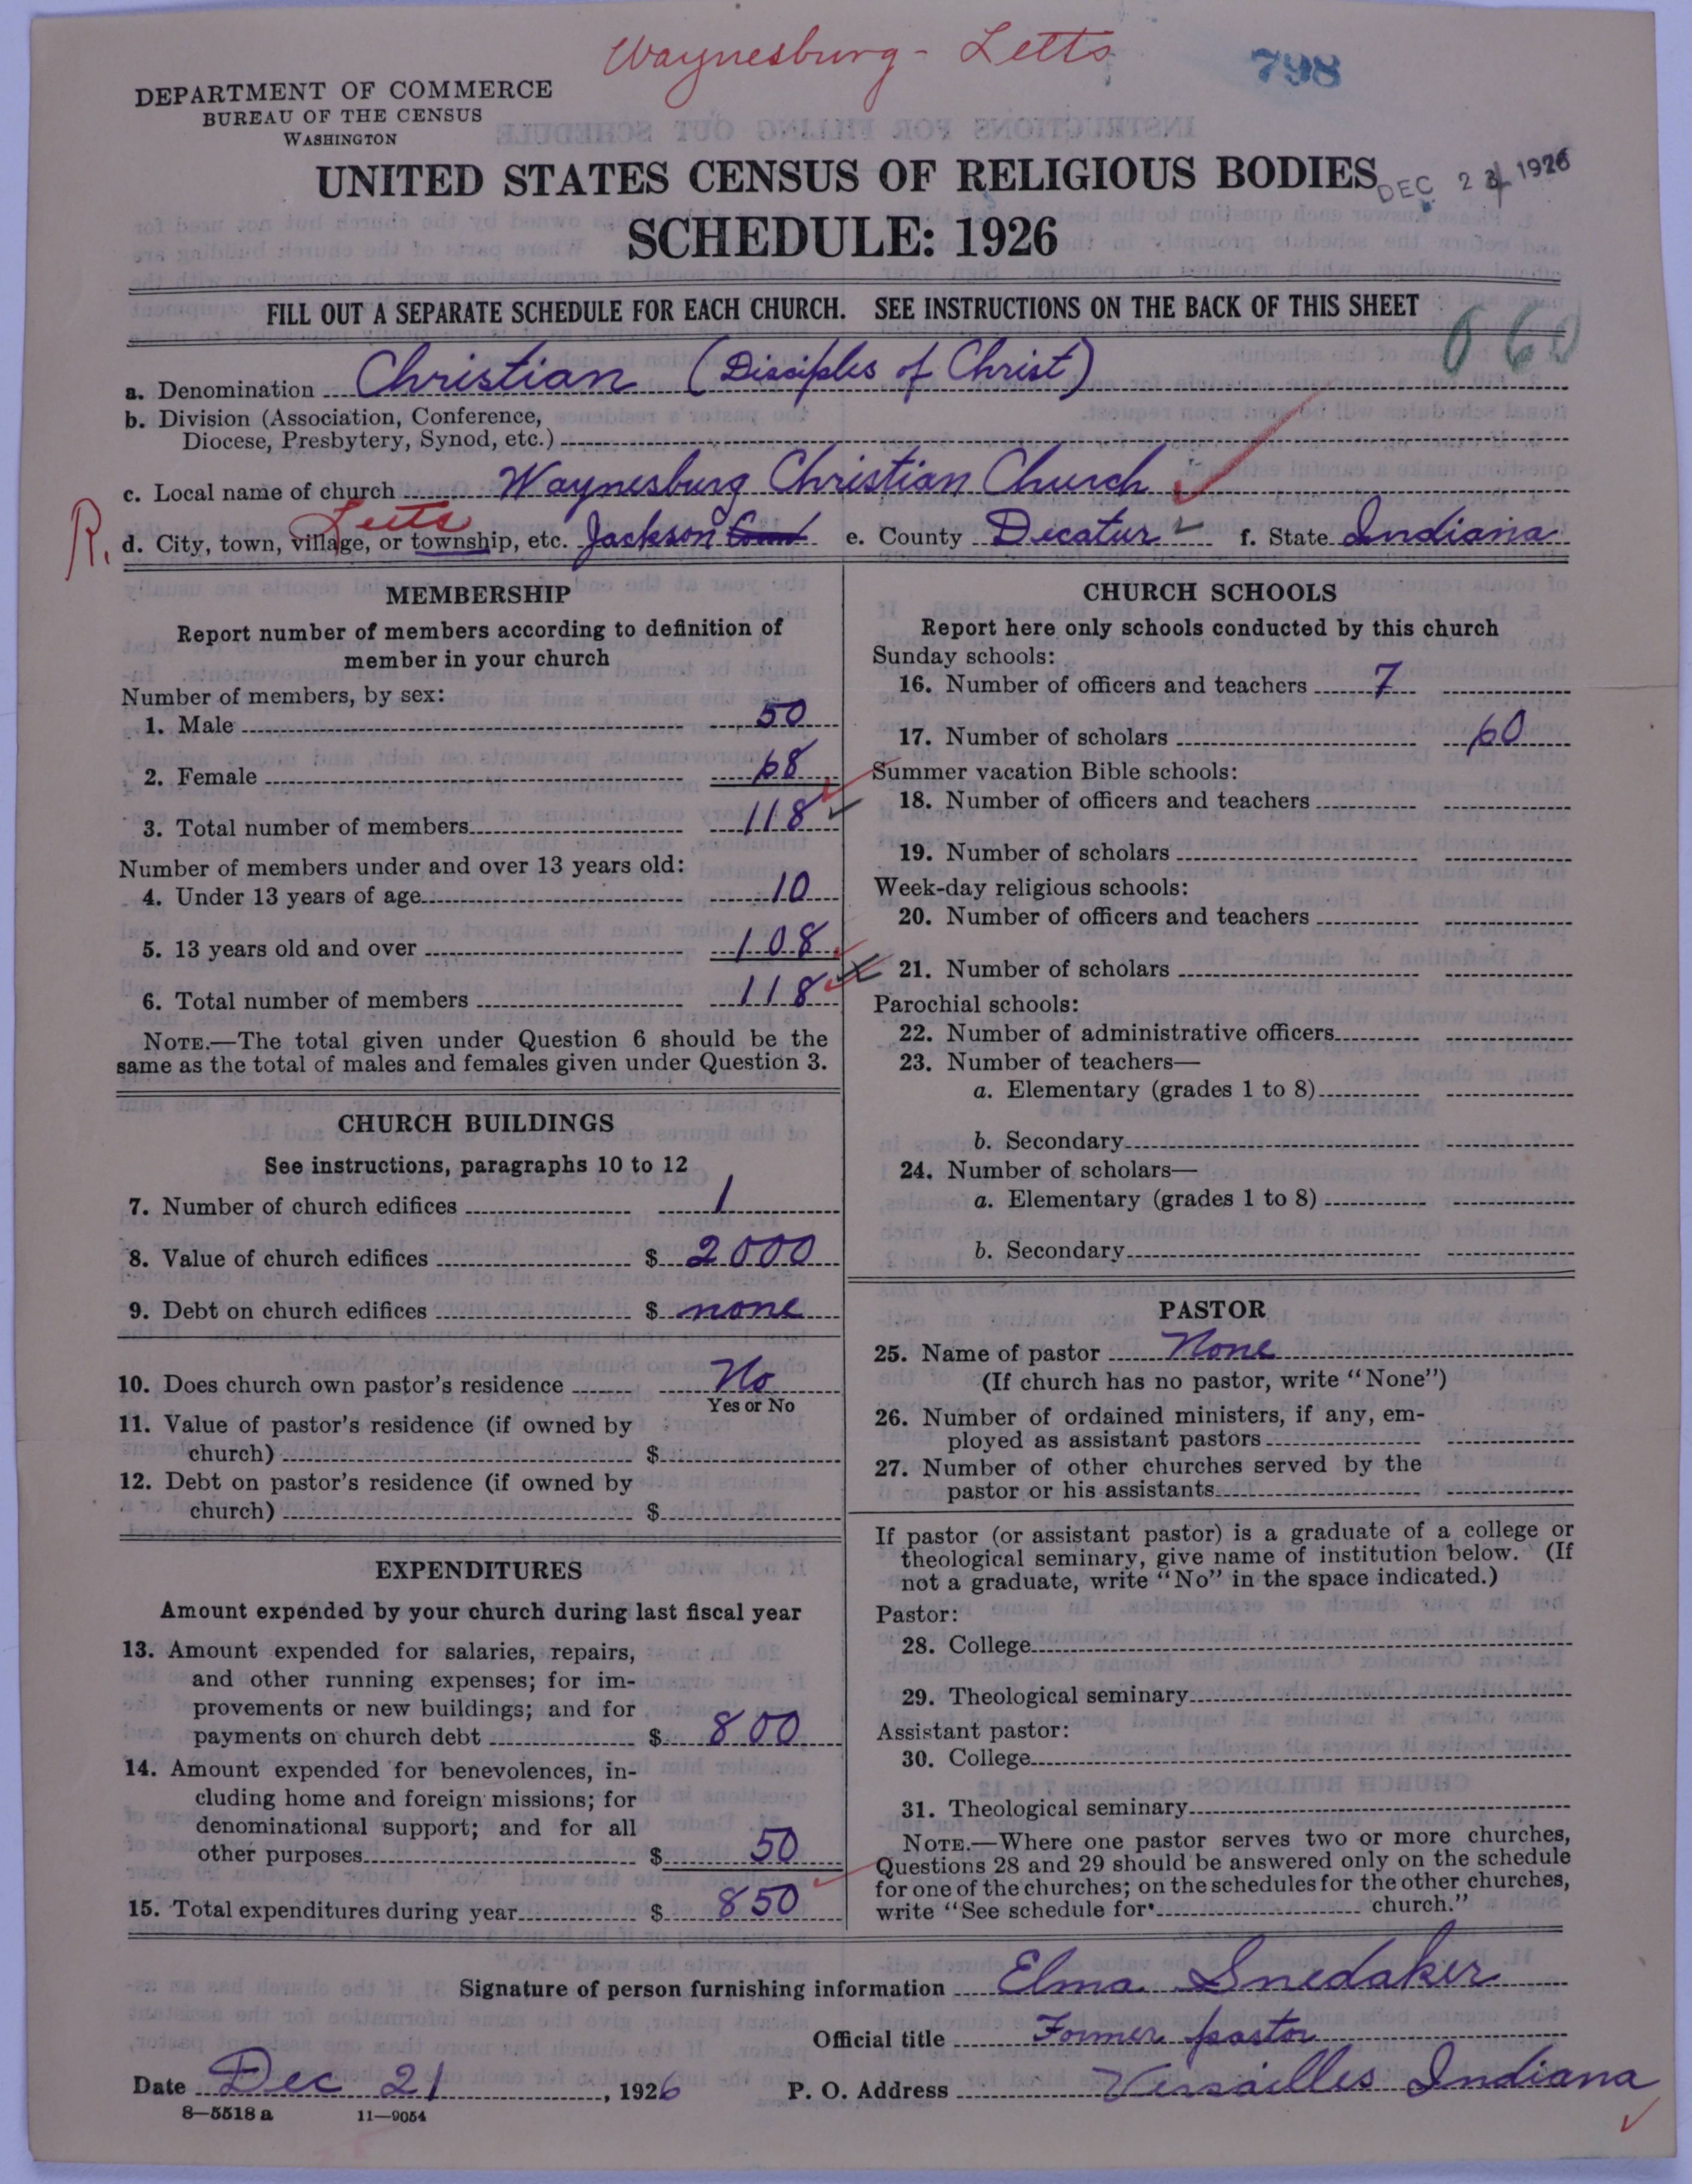 Waynesburg - Letts
798
DEPARTMENT OF COMMERCE
BUREAU OF THE CENSUS
WASHINGTON
UNITED STATES CENSUS OF RELIGIOUS BODIES
DEC 1926
SCHEDULE: 1926
FILL OUT A SEPARATE SCHEDULE FOR EACH CHURCH. SEE INSTRUCTIONS ON THE BACK OF THIS SHEET
660
a. Denomination Christian (Disciples of Christ)
b. Division (Association, Conference,
Diocese, Presbytery, Synod, etc.)
c. Local name of church Waynesburg Christian Church
R. Letts
d. City, town, village, or township, etc. Jackson e. County Decatur f. State Indiana
MEMBERSHIP
Report number of members according to definition of
member in your church
Number of members, by sex:
1. Male 50
2. Female 68
3. Total number of members 118
Number of members under and over 13 years old:
4. Under 13 years of age 10
5. 13 years old and over 108
6. Total number of members 118
NOTE.—The total given under Question 6 should be the
same as the total of males and females given under Question 3.
CHURCH BUILDINGS
See instructions, paragraphs 10 to 12
7. Number of church edifices 1
8. Value of church edifices $ 2000
9. Debt on church edifices $ none
10. Does church own pastor's residence No
Yes or No
11. Value of pastor's residence (if owned by
church) $
12. Debt on pastor's residence (if owned by
church) $
EXPENDITURES
Amount expended by your church during last fiscal year
13. Amount expended for salaries, repairs,
and other running expenses; for im-
provements or new buildings; and for
payments on church debt $ 800
14. Amount expended for benevolences, in-
cluding home and foreign missions; for
denominational support; and for all
other purposes $ 50
15. Total expenditures during year $ 850
CHURCH SCHOOLS
Report here only schools conducted by this church
Sunday schools:
16. Number of officers and teachers 7
17. Number of scholars 60
Summer vacation Bible schools:
18. Number of officers and teachers
19. Number of scholars
Week-day religious schools:
20. Number of officers and teachers
21. Number of scholars
Parochial schools:
22. Number of administrative officers
23. Number of teachers—
a. Elementary (grades 1 to 8)
b. Secondary
24. Number of scholars—
a. Elementary (grades 1 to 8)
b. Secondary
PASTOR
25. Name of pastor None
(If church has no pastor, write "None")
26. Number of ordained ministers, if any, em-
ployed as assistant pastors
27. Number of other churches served by the
pastor or his assistants
If pastor (or assistant pastor) is a graduate of a college or
theological seminary, give name of institution below. (If
not a graduate, write "No" in the space indicated.)
Pastor:
28. College
29. Theological seminary
Assistant pastor:
30. College
31. Theological seminary
NOTE.—Where one pastor serves two or more churches,
Questions 28 and 29 should be answered only on the schedule
for one of the churches; on the schedules for the other churches,
write "See schedule for church."
Signature of person furnishing information Elma Snedaker
Official title Former pastor
Date Dec 21, 1926 P. O. Address Versailles Indiana
8—5518 a 11—9054